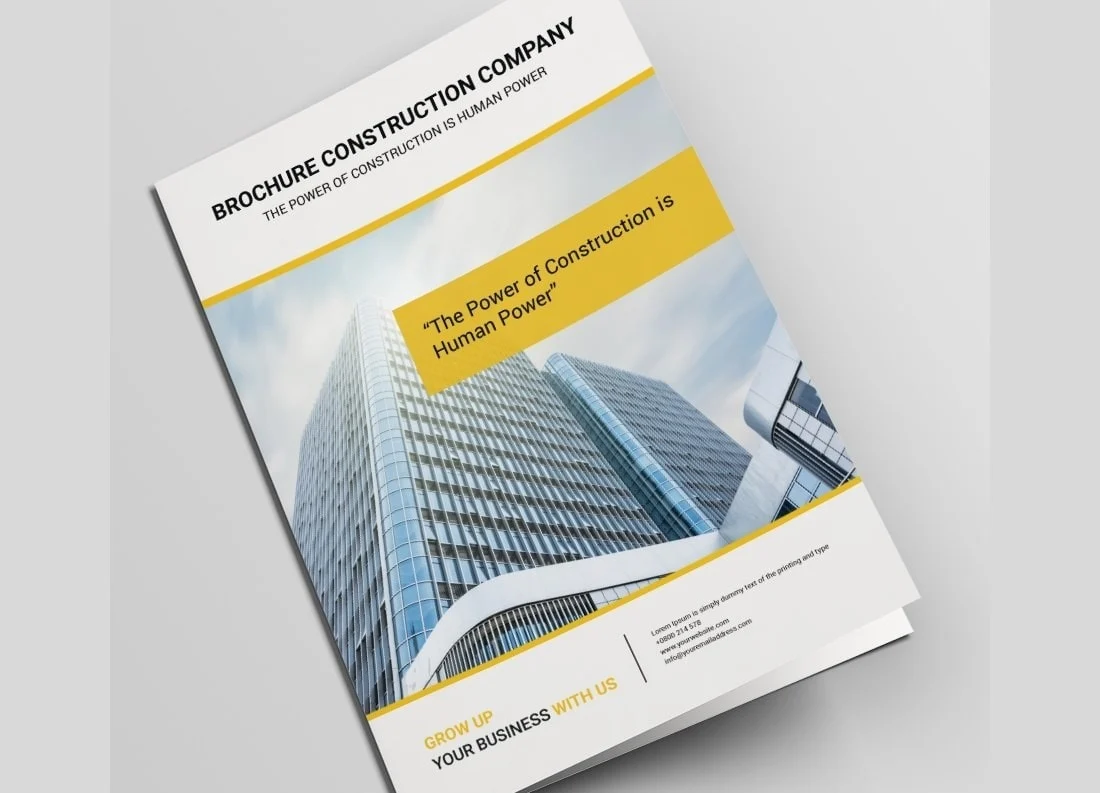 BROCHURE CONSTRUCTION COMPANY
THE POWER OF CONSTRUCTION IS HUMAN POWER
“The Power of Construction is
Human Power”
Lorem Ipsum is simply dummy text of the printing and type
+0800 214 578
www.yourwebsite.com
info@youremailaddress.com
GROW UP
YOUR BUSINESS WITH US